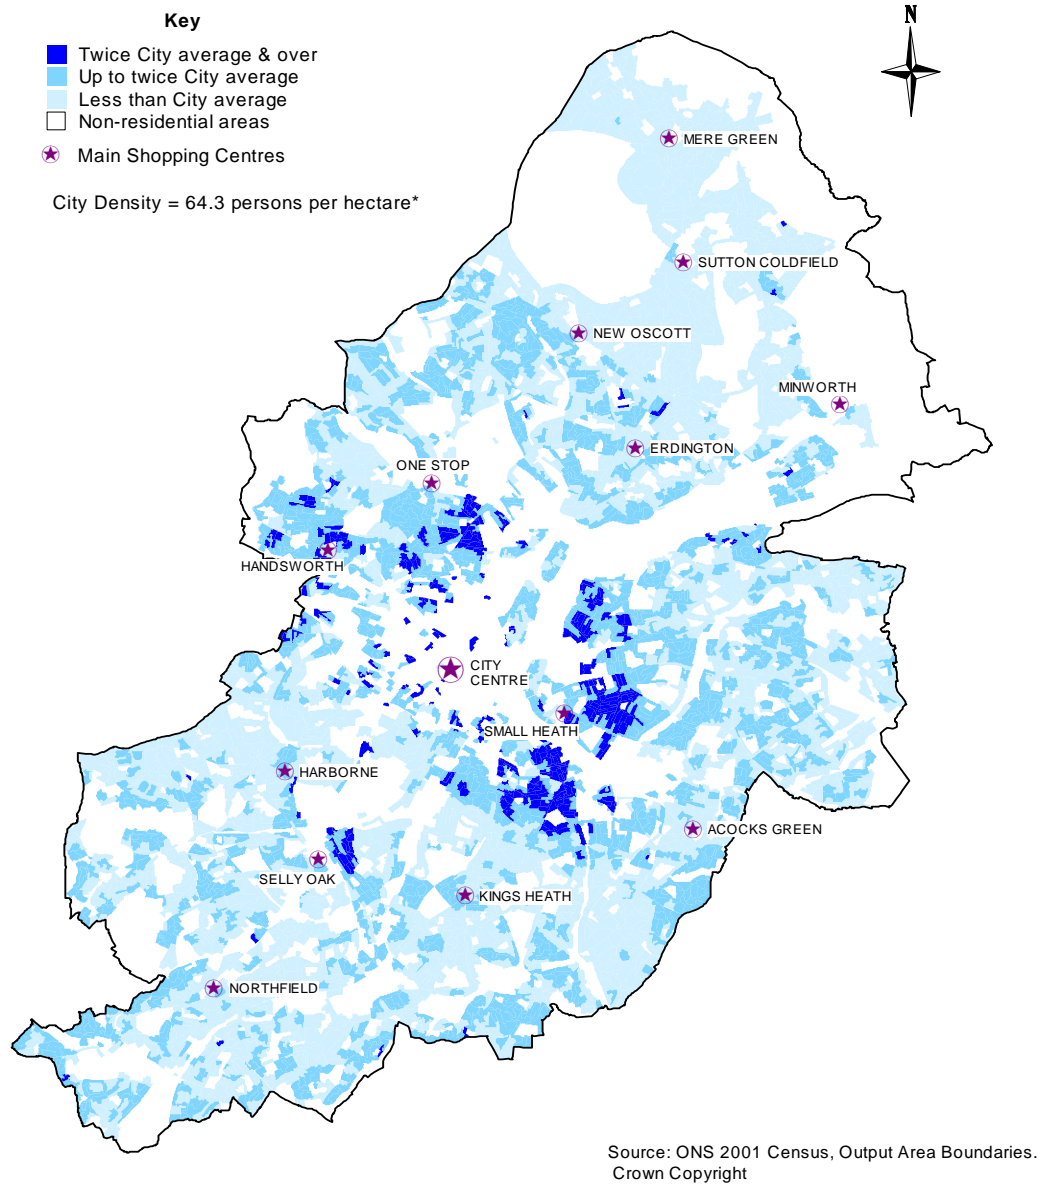 Key
Twice City average & over
Up to twice City average
Less than City average
Non-residential areas
Main Shopping Centres
City Density = 64.3 persons per hectare*
N
MERE GREEN
SUTTON COLDFIELD
NEW OSCOTT
MINWORTH
ERDINGTON
ONE STOP
HANDSWORTH
CITY
CENTRE
SMALL HEATH
HARBORNE
ACOCKS GREEN
SELLY OAK
KINGS HEATH
NORTHFIELD
Source: ONS 2001 Census, Output Area Boundaries.
Crown Copyright